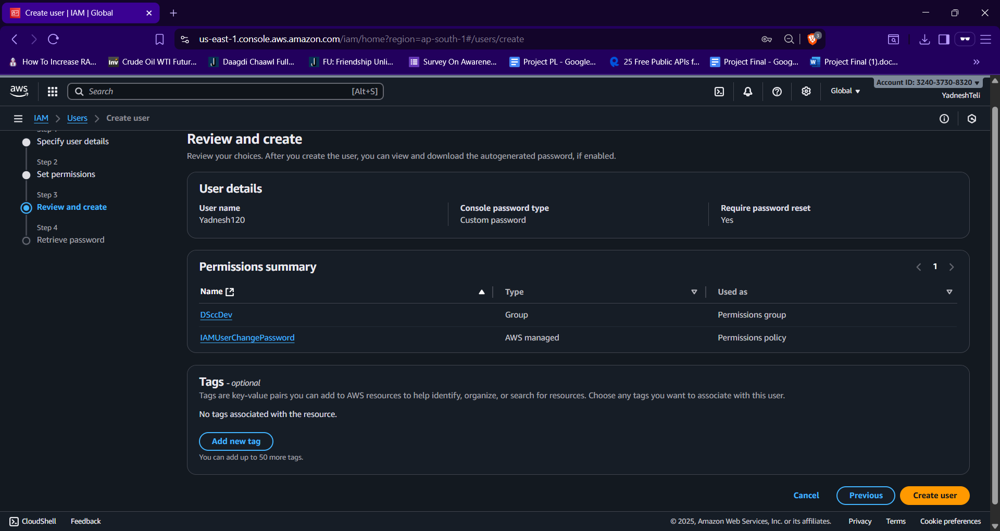 Create user | IAM | Global
us-east-1.console.aws.amazon.com/iam/home?region=ap-south-1#/users/create
3
How To Increase RA...
Inv Crude Oil WTI Futur...
Daagdi Chaawl Full...
FU: Friendship Unli...
Survey On Awarene...
Project PL - Google...
25 Free Public APIs f...
Project Final - Goog...
Project Final (1).doc...
aws
Search [Alt+S]
Global
Account ID: 3240-3730-8320
YadneshTeli
IAM > Users > Create user
Specify user details
Step 2
Set permissions
Step 3
Review and create
Step 4
Retrieve password
Review and create
Review your choices. After you create the user, you can view and download the autogenerated password, if enabled.
User details
User name
Yadnesh120
Console password type
Custom password
Require password reset
Yes
Permissions summary
1
Name Type Used as
DSccDev Group Permissions group
IAMUserChangePassword AWS managed Permissions policy
Tags - optional
Tags are key-value pairs you can add to AWS resources to help identify, organize, or search for resources. Choose any tags you want to associate with this user.
No tags associated with the resource.
Add new tag
You can add up to 50 more tags.
Cancel Previous Create user
CloudShell Feedback © 2025, Amazon Web Services, Inc. or its affiliates. Privacy Terms Cookie preferences